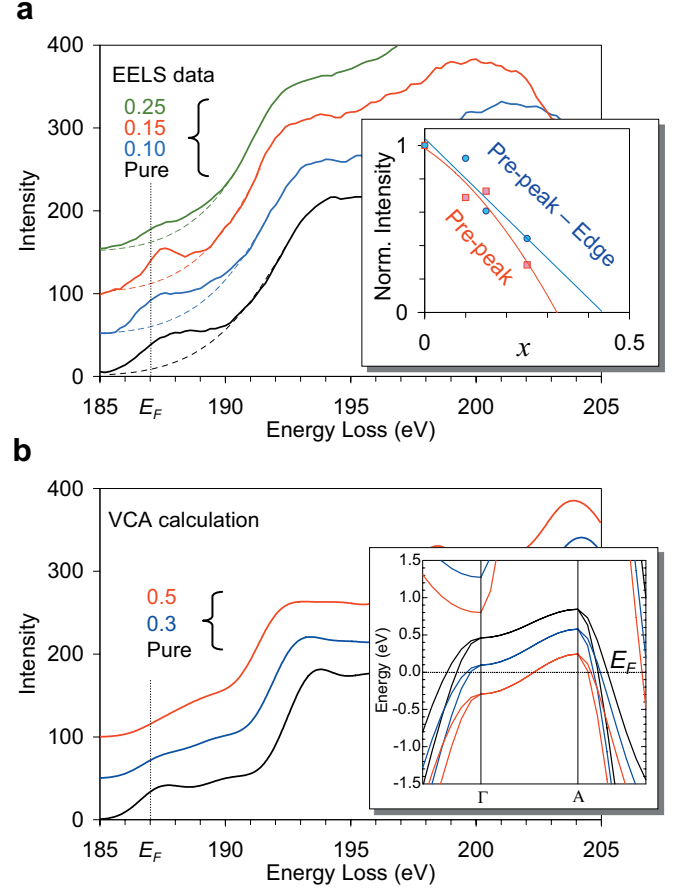 a
400
300
200
100
0
Intensity
EELS data
0.25
0.15
0.10
Pure
185
E_F
190
195
200
205
Energy Loss (eV)
Norm. Intensity
1
0
0
0.5
x
Pre-peak – Edge
Pre-peak
b
400
300
200
100
0
Intensity
VCA calculation
0.5
0.3
Pure
185
E_F
190
195
200
205
Energy Loss (eV)
Energy (eV)
1.5
1.0
0.5
0.0
-0.5
-1.0
-1.5
E_F
Γ
A